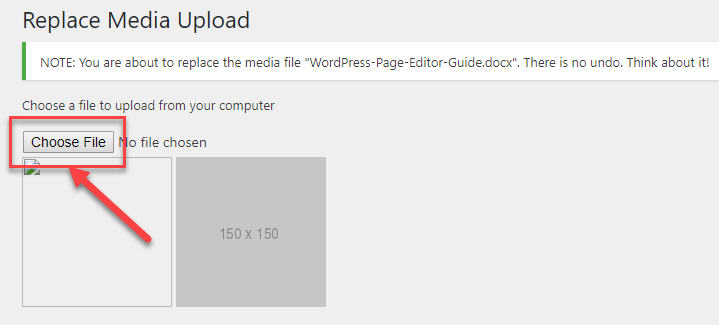 Replace Media Upload
NOTE: You are about to replace the media file "WordPress-Page-Editor-Guide.docx". There is no undo. Think about it!
Choose a file to upload from your computer
Choose File No file chosen
150 x 150